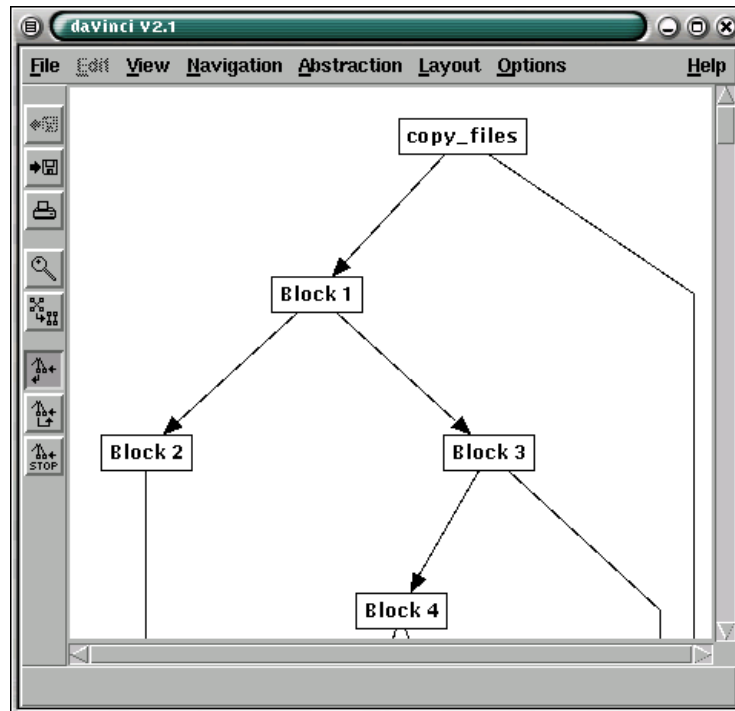 daVinci V2.1
File Edit View Navigation Abstraction Layout Options Help
copy_files
Block 1
Block 2
Block 3
STOP
Block 4